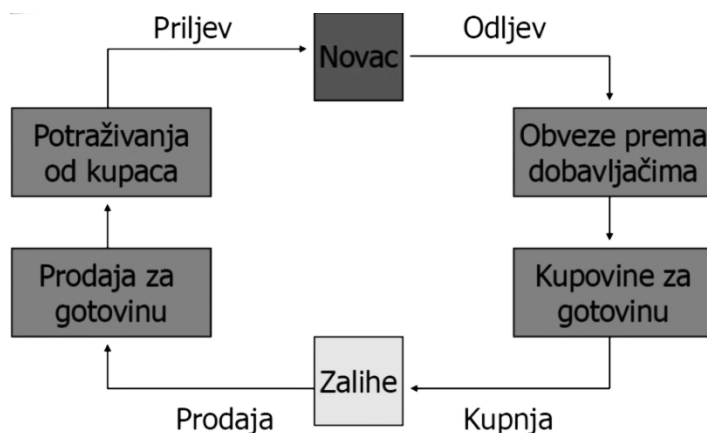 Priljev
Novac
Odljev
Potraživanja
od kupaca
Obveze prema
dobavljačima
Prodaja za
gotovinu
Kupovine za
gotovinu
Zalihe
Prodaja
Kupnja